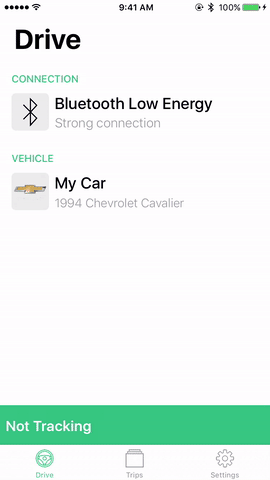 9:41 AM
100%
Drive
CONNECTION
Bluetooth Low Energy
Strong connection
VEHICLE
My Car
1994 Chevrolet Cavalier
Not Tracking
Drive
Trips
Settings